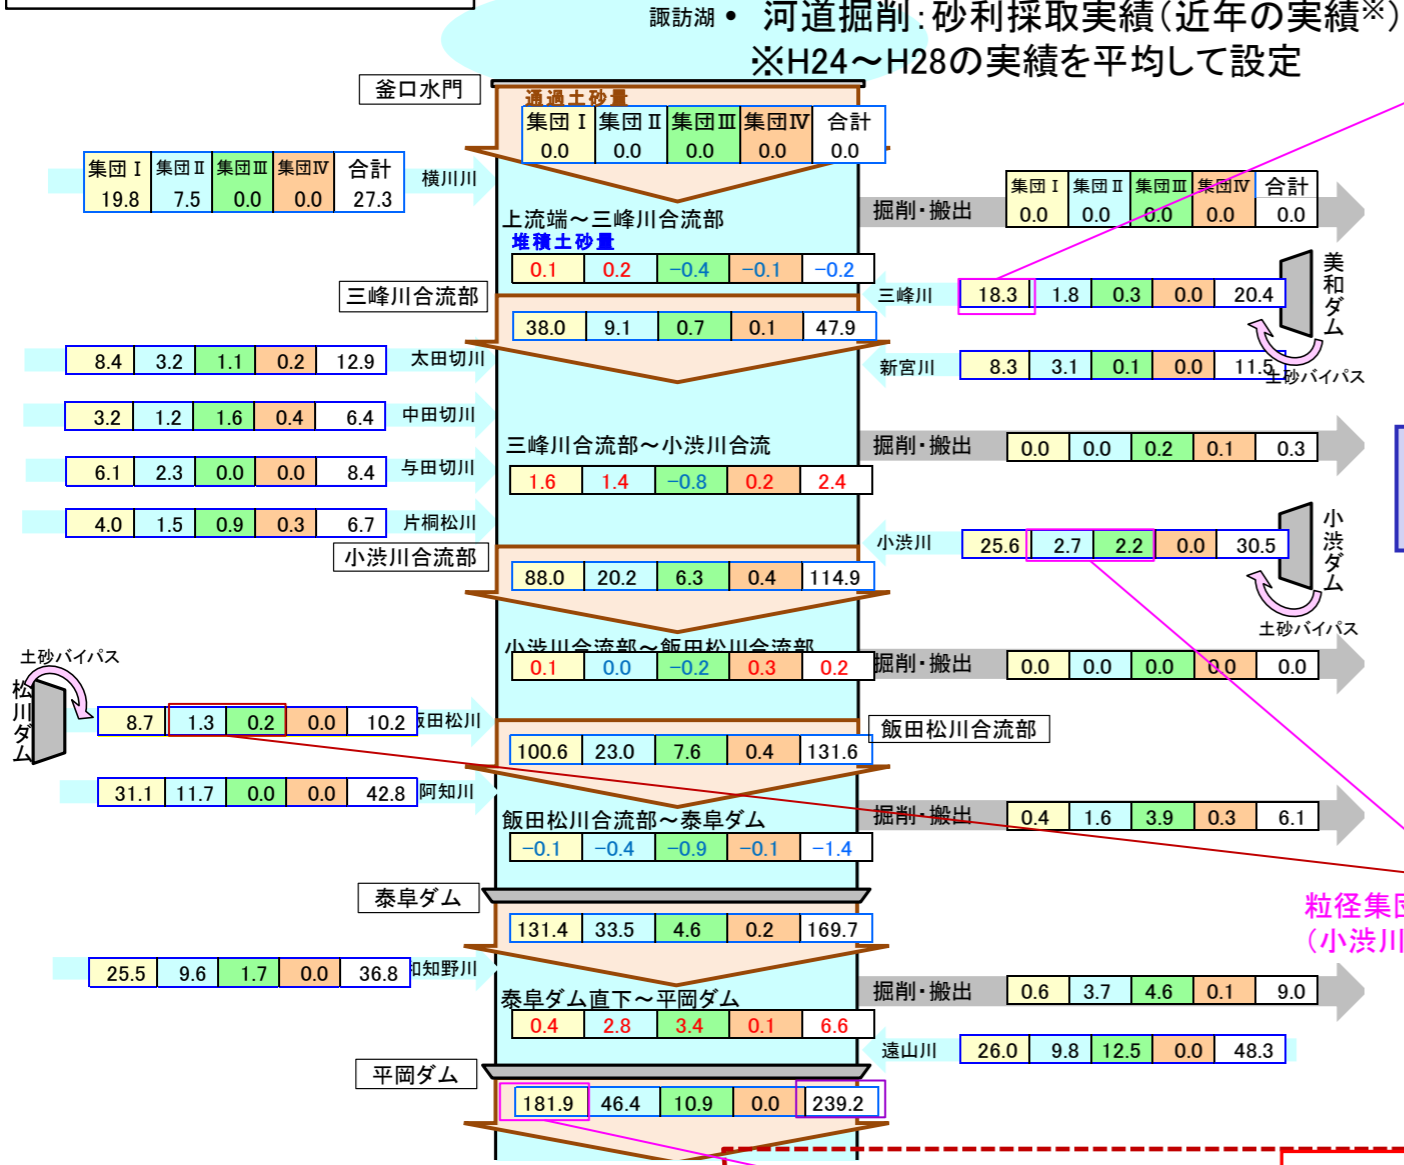 諏訪湖 • 河道掘削:砂利採取実績(近年の実績※)
※H24～H28の実績を平均して設定
釜口水門
通過土砂量
集団Ⅰ 集団Ⅱ 集団Ⅲ 集団Ⅳ 合計
0.0 0.0 0.0 0.0 0.0
集団Ⅰ 集団Ⅱ 集団Ⅲ 集団Ⅳ 合計
19.8 7.5 0.0 0.0 27.3
横川川
集団Ⅰ 集団Ⅱ 集団Ⅲ 集団Ⅳ 合計
0.0 0.0 0.0 0.0 0.0
掘削・搬出
上流端～三峰川合流部
堆積土砂量
0.1 0.2 −0.4 −0.1 −0.2
三峰川合流部
三峰川 18.3 1.8 0.3 0.0 20.4
美和ダム
38.0 9.1 0.7 0.1 47.9
8.4 3.2 1.1 0.2 12.9 太田切川
新宮川 8.3 3.1 0.1 0.0 11.5
土砂バイパス
3.2 1.2 1.6 0.4 6.4 中田切川
三峰川合流部～小渋川合流
掘削・搬出 0.0 0.0 0.2 0.1 0.3
6.1 2.3 0.0 0.0 8.4 与田切川
1.6 1.4 −0.8 0.2 2.4
4.0 1.5 0.9 0.3 6.7 片桐松川
小渋川 25.6 2.7 2.2 0.0 30.5
小渋ダム
小渋川合流部
88.0 20.2 6.3 0.4 114.9
土砂バイパス
小渋川合流部～飯田松川合流部
0.1 0.0 −0.2 0.3 0.2
掘削・搬出 0.0 0.0 0.0 0.0 0.0
土砂バイパス
松川ダム
8.7 1.3 0.2 0.0 10.2 飯田松川
飯田松川合流部
100.6 23.0 7.6 0.4 131.6
31.1 11.7 0.0 0.0 42.8 阿知川
飯田松川合流部～泰阜ダム
掘削・搬出 0.4 1.6 3.9 0.3 6.1
−0.1 −0.4 −0.9 −0.1 −1.4
泰阜ダム
131.4 33.5 4.6 0.2 169.7
粒径集団
(小渋川
25.5 9.6 1.7 0.0 36.8 和知野川
泰阜ダム直下～平岡ダム
掘削・搬出 0.6 3.7 4.6 0.1 9.0
0.4 2.8 3.4 0.1 6.6
遠山川 26.0 9.8 12.5 0.0 48.3
平岡ダム
181.9 46.4 10.9 0.0 239.2